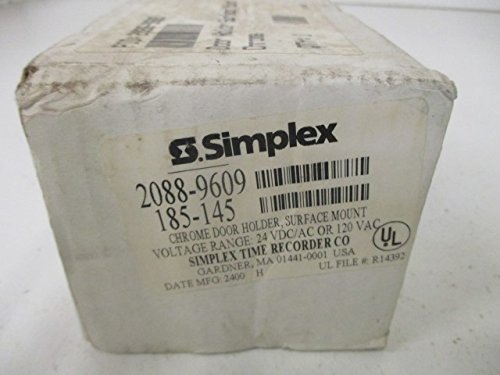 S.Simplex
2088-9609
185-145
CHROME DOOR HOLDER, SURFACE MOUNT
VOLTAGE RANGE: 24 VDC/AC OR 120 VAC
SIMPLEX TIME RECORDER CO
GARDNER, MA 01441-0001 USA
DATE MFG: 2400 H UL FILE #: R14392
UL